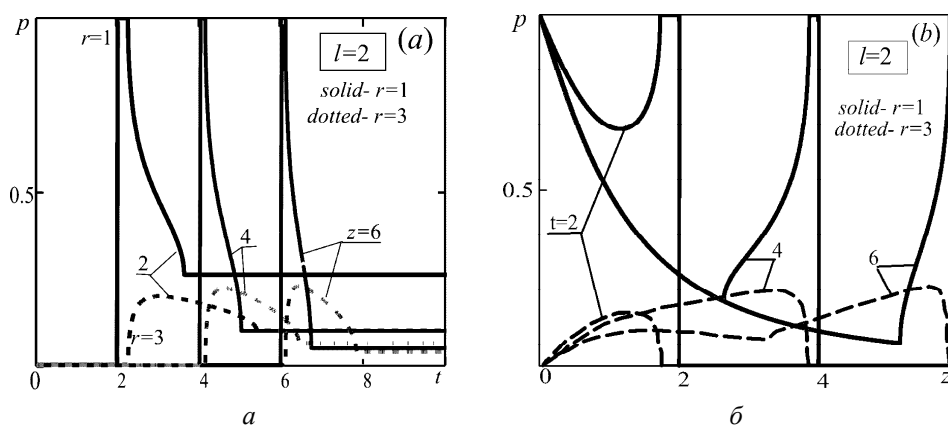 p
r=1
l=2
(a)
solid- r=1
dotted- r=3
0.5
2
4
z=6
r=3
0
2
4
6
8
t
а
p
l=2
(b)
solid- r=1
dotted- r=3
0.5
t=2
4
6
0
2
4
z
б